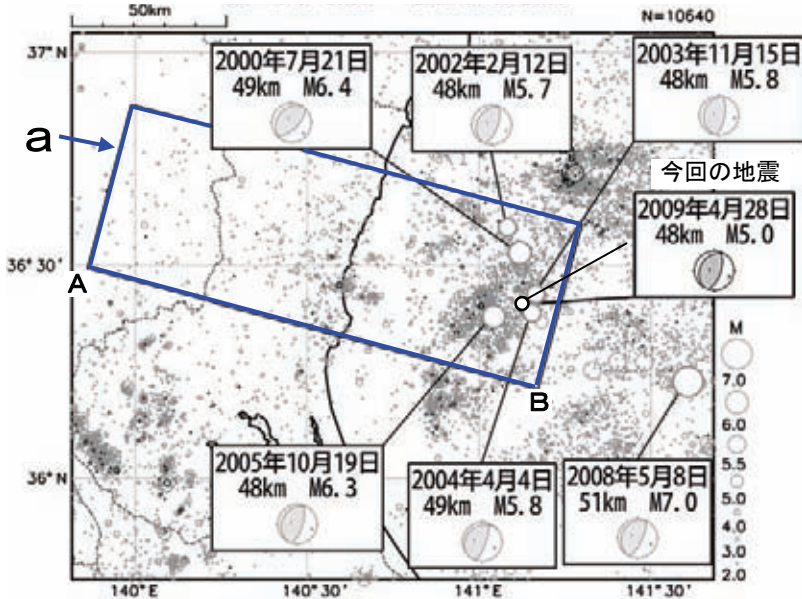 50km
N=10640
37°N
2000年7月21日
49km M6.4
2002年2月12日
48km M5.7
2003年11月15日
48km M5.8
a
今回の地震
2009年4月28日
48km M5.0
36°30'
A
B
M
7.0
6.0
5.5
5.0
4.0
3.0
2.0
2005年10月19日
48km M6.3
2004年4月4日
49km M5.8
2008年5月8日
51km M7.0
36°N
140°E
140°30'
141°E
141°30'